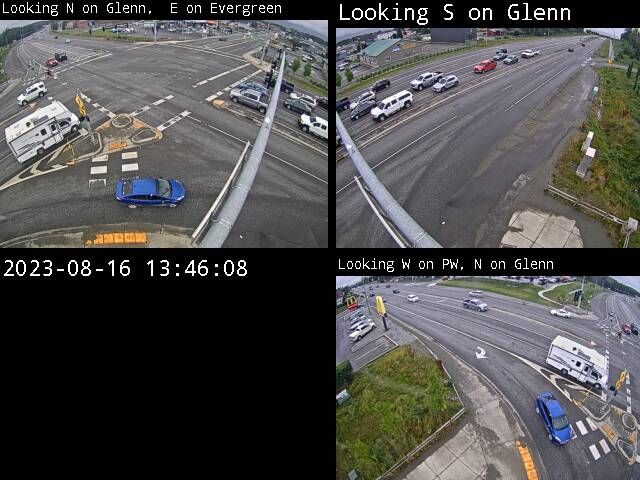 Looking N on Glenn,  E on Evergreen
Looking S on Glenn
2023-08-16 13:46:08
Looking W on PW, N on Glenn